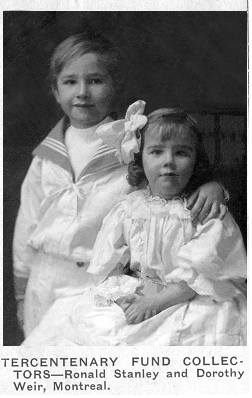 TERCENTENARY FUND COLLEC-
TORS—Ronald Stanley and Dorothy
Weir, Montreal.